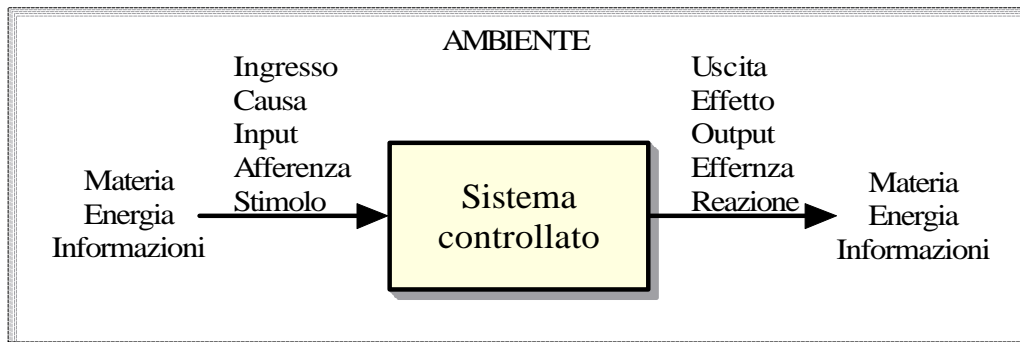 AMBIENTE
Ingresso
Causa
Input
Afferenza
Stimolo
Materia
Energia
Informazioni
Sistema
controllato
Uscita
Effetto
Output
Effernza
Reazione
Materia
Energia
Informazioni